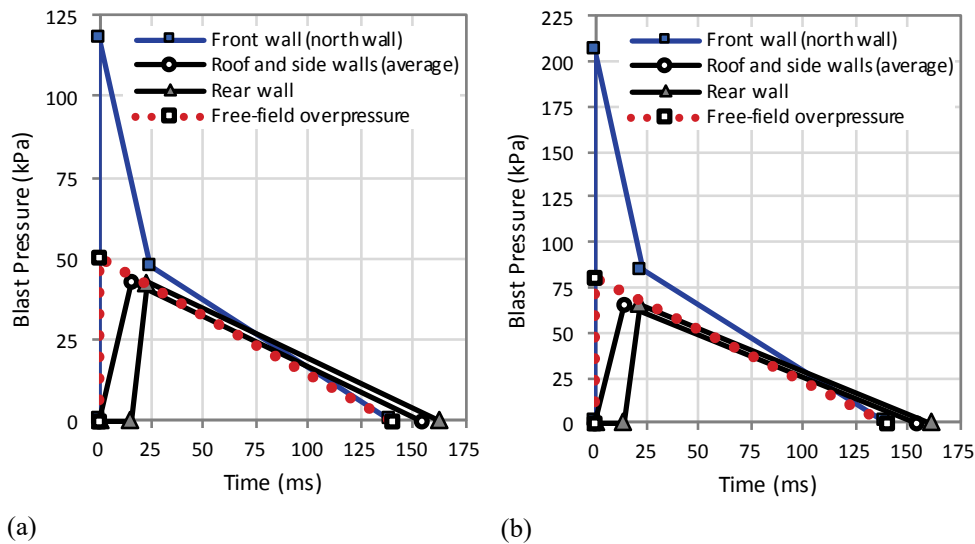 125
100
75
50
25
0
Blast Pressure (kPa)
Front wall (north wall)
Roof and side walls (average)
Rear wall
Free-field overpressure
0 25 50 75 100 125 150 175
Time (ms)
(a)
225
200
175
150
125
100
75
50
25
0
Blast Pressure (kPa)
Front wall (north wall)
Roof and side walls (average)
Rear wall
Free-field overpressure
0 25 50 75 100 125 150 175
Time (ms)
(b)